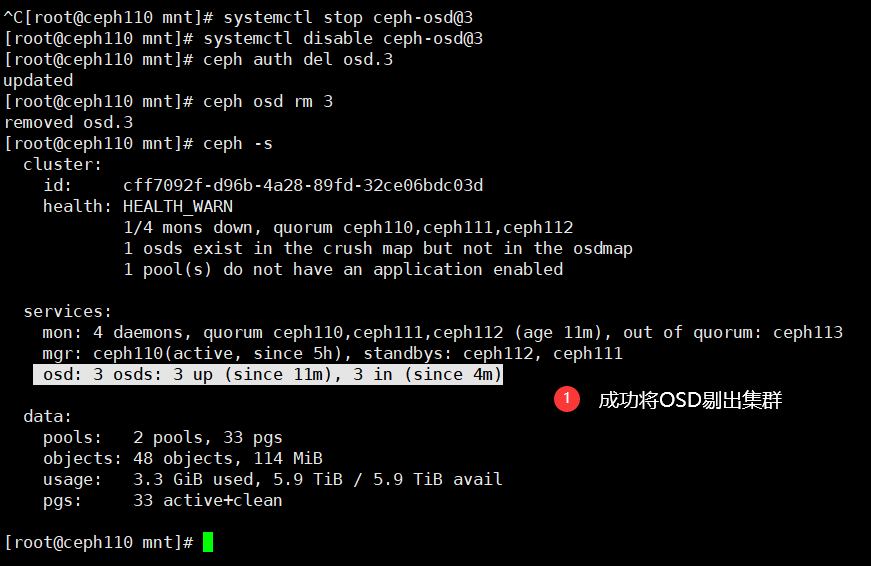 ^C[root@ceph110 mnt]# systemctl stop ceph-osd@3
[root@ceph110 mnt]# systemctl disable ceph-osd@3
[root@ceph110 mnt]# ceph auth del osd.3
updated
[root@ceph110 mnt]# ceph osd rm 3
removed osd.3
[root@ceph110 mnt]# ceph -s
  cluster:
    id:     cff7092f-d96b-4a28-89fd-32ce06bdc03d
    health: HEALTH_WARN
            1/4 mons down, quorum ceph110,ceph111,ceph112
            1 osds exist in the crush map but not in the osdmap
            1 pool(s) do not have an application enabled
  services:
    mon: 4 daemons, quorum ceph110,ceph111,ceph112 (age 11m), out of quorum: ceph113
    mgr: ceph110(active, since 5h), standbys: ceph112, ceph111
    osd: 3 osds: 3 up (since 11m), 3 in (since 4m)
1 成功将OSD剔出集群
  data:
    pools:   2 pools, 33 pgs
    objects: 48 objects, 114 MiB
    usage:   3.3 GiB used, 5.9 TiB / 5.9 TiB avail
    pgs:     33 active+clean
[root@ceph110 mnt]#